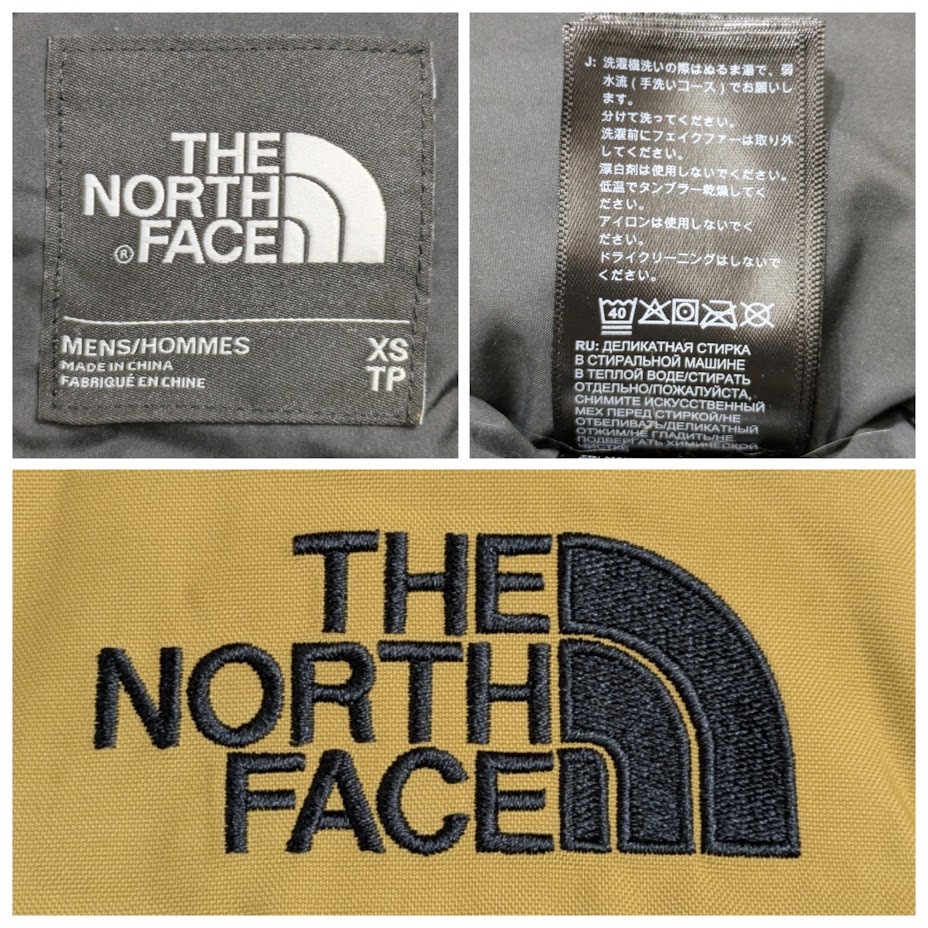 THE
NORTH
FACE
®
MENS/HOMMES
XS
MADE IN CHINA
TP
FABRIQUÉ EN CHINE
J: 洗濯機洗いの際はぬるま湯で、弱
水流(手洗いコース)でお願いし
ます。
分けて洗ってください。
洗濯前にフェイクファーは取り外
してください。
漂白剤は使用しないでください。
低温でタンブラー乾燥してく
ださい。
アイロンは使用しないでく
ださい。
ドライクリーニングはしないで
ください。
40
RU: ДЕЛИКАТНАЯ СТИРКА
В СТИРАЛЬНОЙ МАШИНЕ
В ТЕПЛОЙ ВОДЕ/СТИРАТЬ
ОТДЕЛЬНО/ПОЖАЛУЙСТА,
СНИМИТЕ ИСКУССТВЕННЫЙ
МЕХ ПЕРЕД СТИРКОЙ/НЕ
ОТБЕЛИВАТЬ/ДЕЛИКАТНЫЙ
ОТЖИМ/НЕ ГЛАДИТЬ/НЕ
ПОДВЕРГАТЬ ХИМИЧЕСКОЙ
ЧИСТКЕ
THE
NORTH
FACE